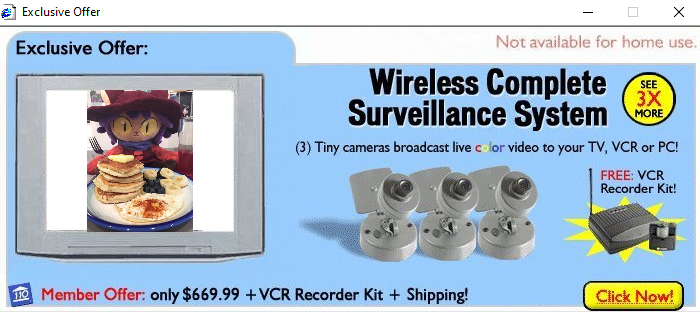 Exclusive Offer
Exclusive Offer:
Not available for home use.
Wireless Complete
Surveillance System
SEE
3X
MORE
(3) Tiny cameras broadcast live color video to your TV, VCR or PC!
FREE: VCR
Recorder Kit!
110
Member Offer: only $669.99 + VCR Recorder Kit + Shipping!
Click Now!